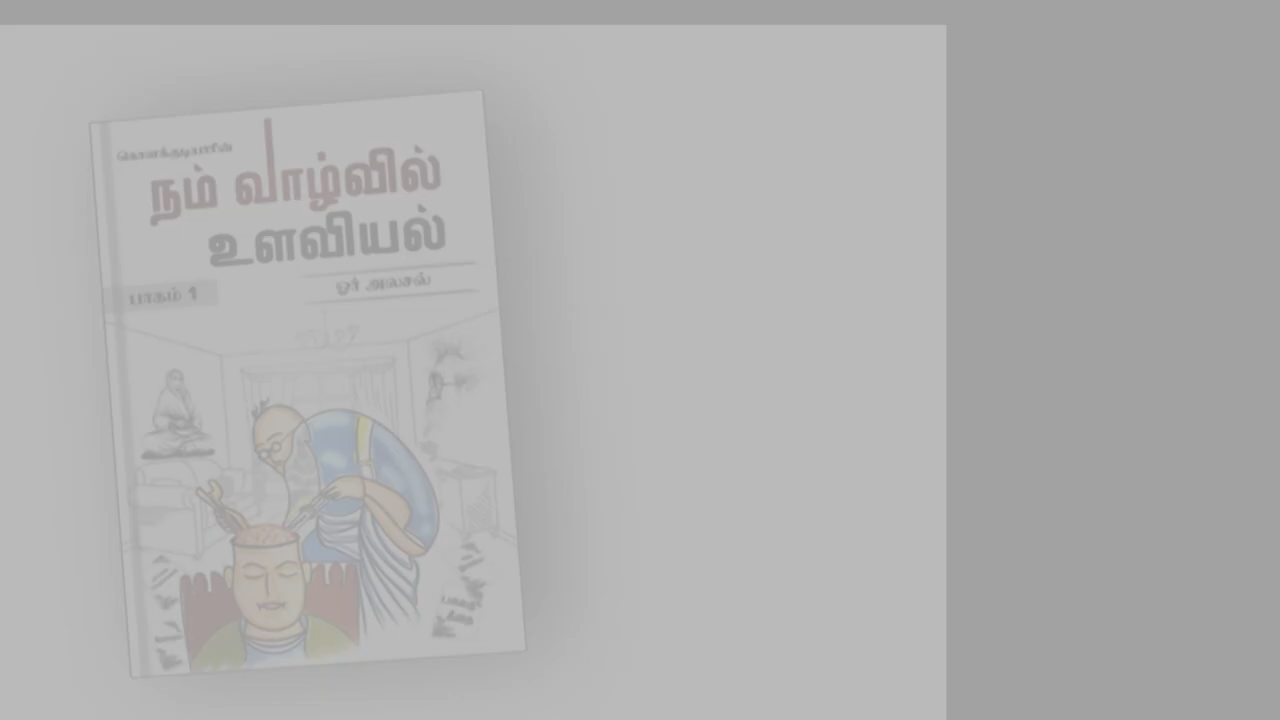 நம் வாழ்வில்
உளவியல்
ஓர் அலசல்
பாகம் 1